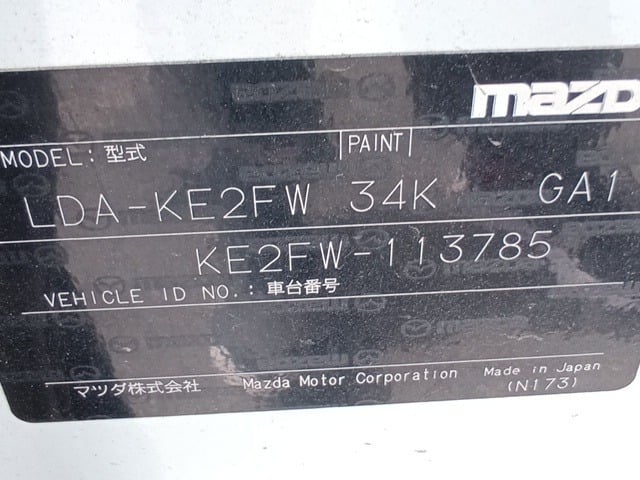 mazd
MODEL: 型式 PAINT
LDA-KE2FW 34K GA1
KE2FW-113785
VEHICLE ID NO.: 車台番号
マツダ株式会社 Mazda Motor Corporation Made in Japan
(N173)